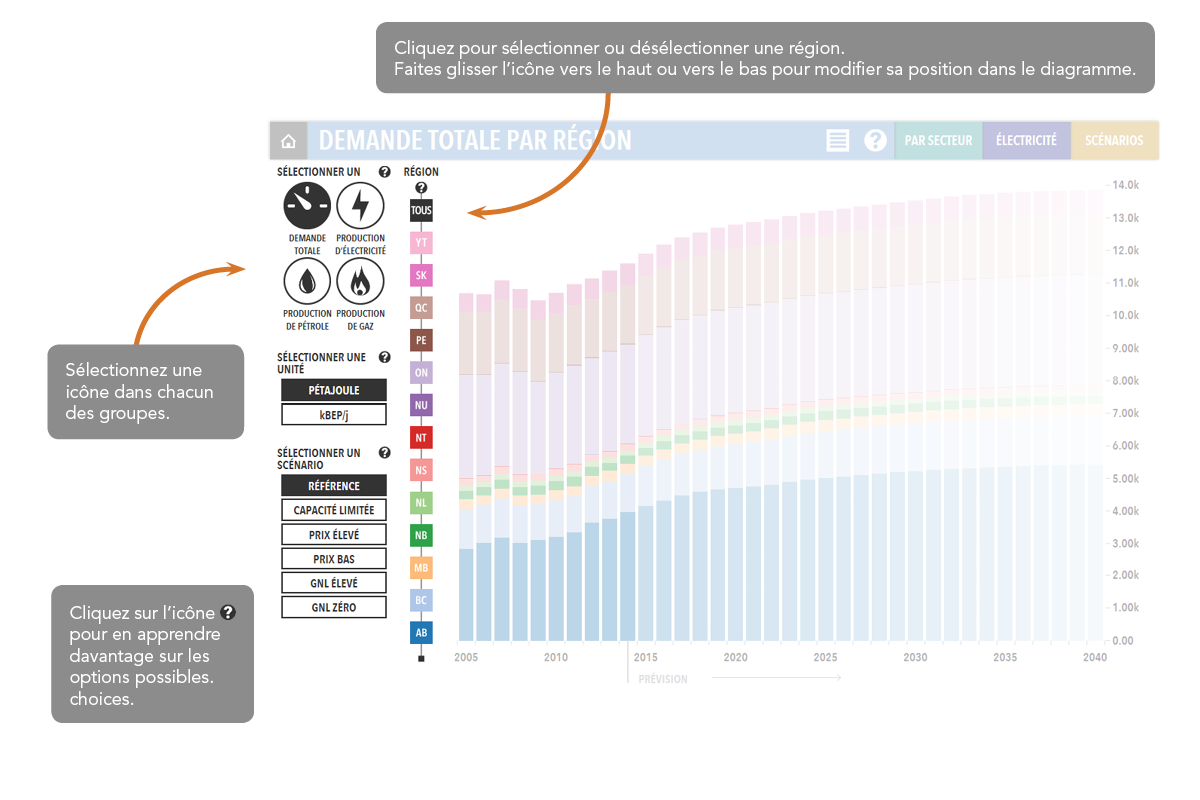 Cliquez pour sélectionner ou désélectionner une région.
Faites glisser l'icône vers le haut ou vers le bas pour modifier sa position dans le diagramme.
DEMANDE TOTALE PAR RÉGION
?
PAR SECTEUR
ÉLECTRICITÉ
SCÉNARIOS
SÉLECTIONNER UN ?
DEMANDE
TOTALE
PRODUCTION
D'ÉLECTRICITÉ
PRODUCTION
DE PÉTROLE
PRODUCTION
DE GAZ
SÉLECTIONNER UNE ?
UNITÉ
PÉTAJOULE
kBEP/j
SÉLECTIONNER UN ?
SCÉNARIO
RÉFÉRENCE
CAPACITÉ LIMITÉE
PRIX ÉLEVÉ
PRIX BAS
GNL ÉLEVÉ
GNL ZÉRO
RÉGION
?
TOUS
YT
SK
QC
PE
ON
NU
NT
NS
NL
NB
MB
BC
AB
14.0k
13.0k
12.0k
11.0k
10.0k
9.00k
8.00k
7.00k
6.00k
5.00k
4.00k
3.00k
2.00k
1.00k
0.00
2005 2010 2015 2020 2025 2030 2035 2040
PRÉVISION
Sélectionnez une
icône dans chacun
des groupes.
Cliquez sur l'icône ?
pour en apprendre
davantage sur les
options possibles.
choices.